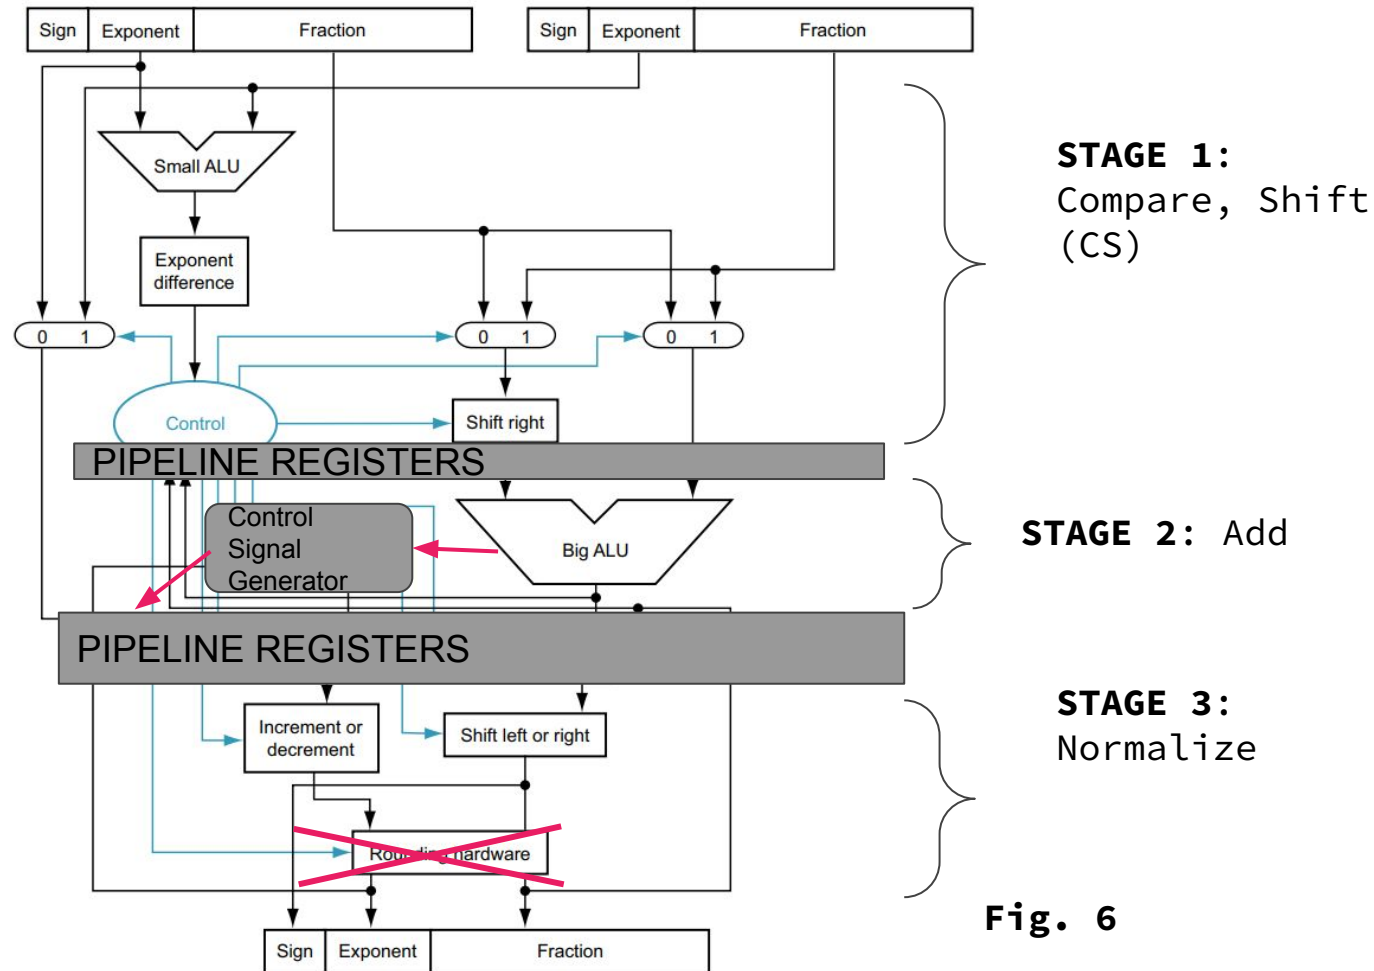 Sign Exponent Fraction Sign Exponent Fraction
STAGE 1:
Compare, Shift
(CS)
Small ALU
Exponent
difference
0 1
0 1
0 1
Control
Shift right
PIPELINE REGISTERS
Control
Signal
Generator
Big ALU
STAGE 2: Add
PIPELINE REGISTERS
STAGE 3:
Normalize
Increment or
decrement
Shift left or right
Rounding hardware
Fig. 6
Sign Exponent Fraction